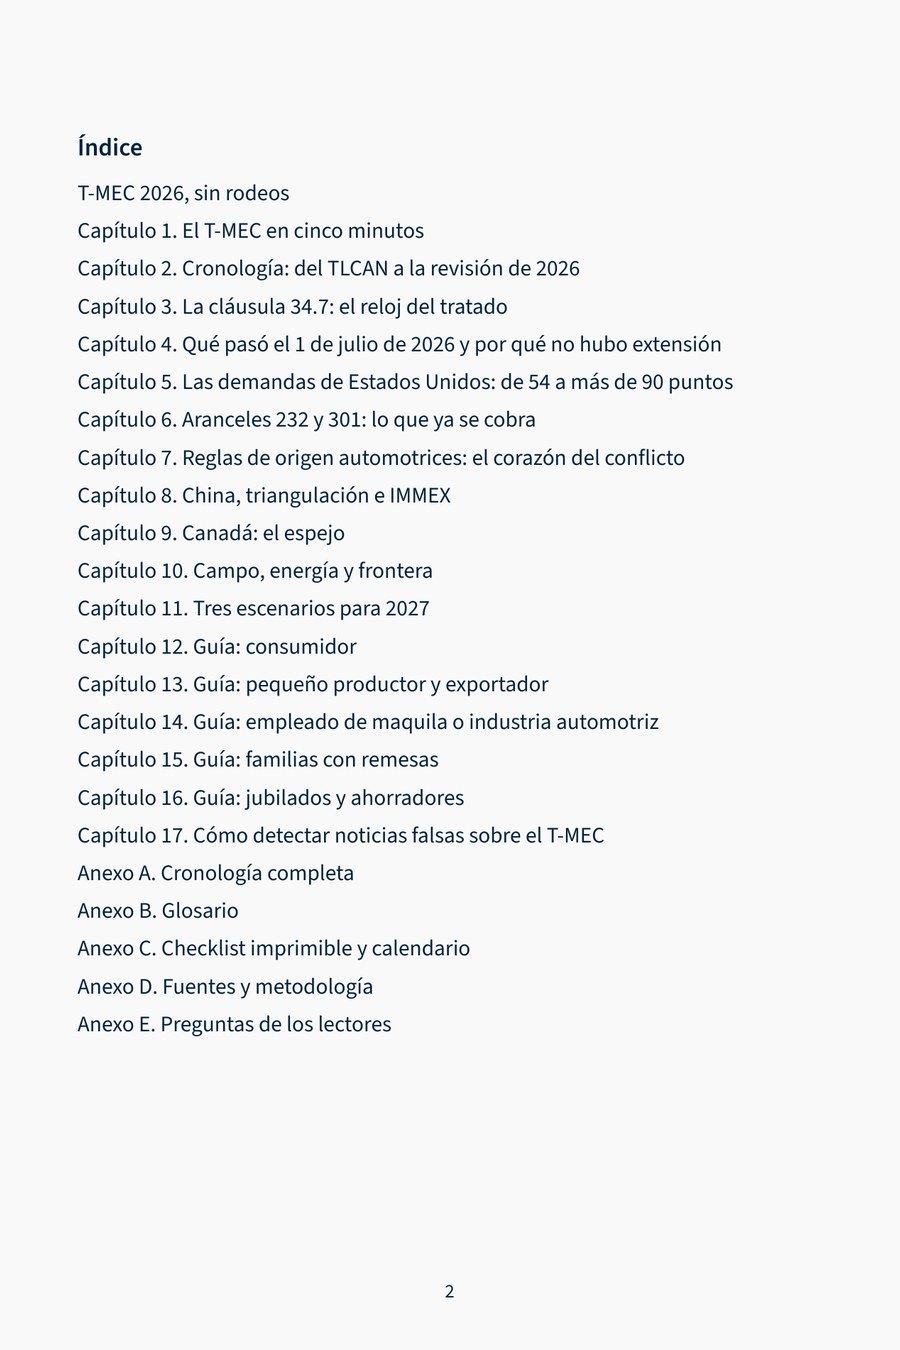 Índice
T-MEC 2026, sin rodeos
Capítulo 1. El T-MEC en cinco minutos
Capítulo 2. Cronología: del TLCAN a la revisión de 2026
Capítulo 3. La cláusula 34.7: el reloj del tratado
Capítulo 4. Qué pasó el 1 de julio de 2026 y por qué no hubo extensión
Capítulo 5. Las demandas de Estados Unidos: de 54 a más de 90 puntos
Capítulo 6. Aranceles 232 y 301: lo que ya se cobra
Capítulo 7. Reglas de origen automotrices: el corazón del conflicto
Capítulo 8. China, triangulación e IMMEX
Capítulo 9. Canadá: el espejo
Capítulo 10. Campo, energía y frontera
Capítulo 11. Tres escenarios para 2027
Capítulo 12. Guía: consumidor
Capítulo 13. Guía: pequeño productor y exportador
Capítulo 14. Guía: empleado de maquila o industria automotriz
Capítulo 15. Guía: familias con remesas
Capítulo 16. Guía: jubilados y ahorradores
Capítulo 17. Cómo detectar noticias falsas sobre el T-MEC
Anexo A. Cronología completa
Anexo B. Glosario
Anexo C. Checklist imprimible y calendario
Anexo D. Fuentes y metodología
Anexo E. Preguntas de los lectores
2